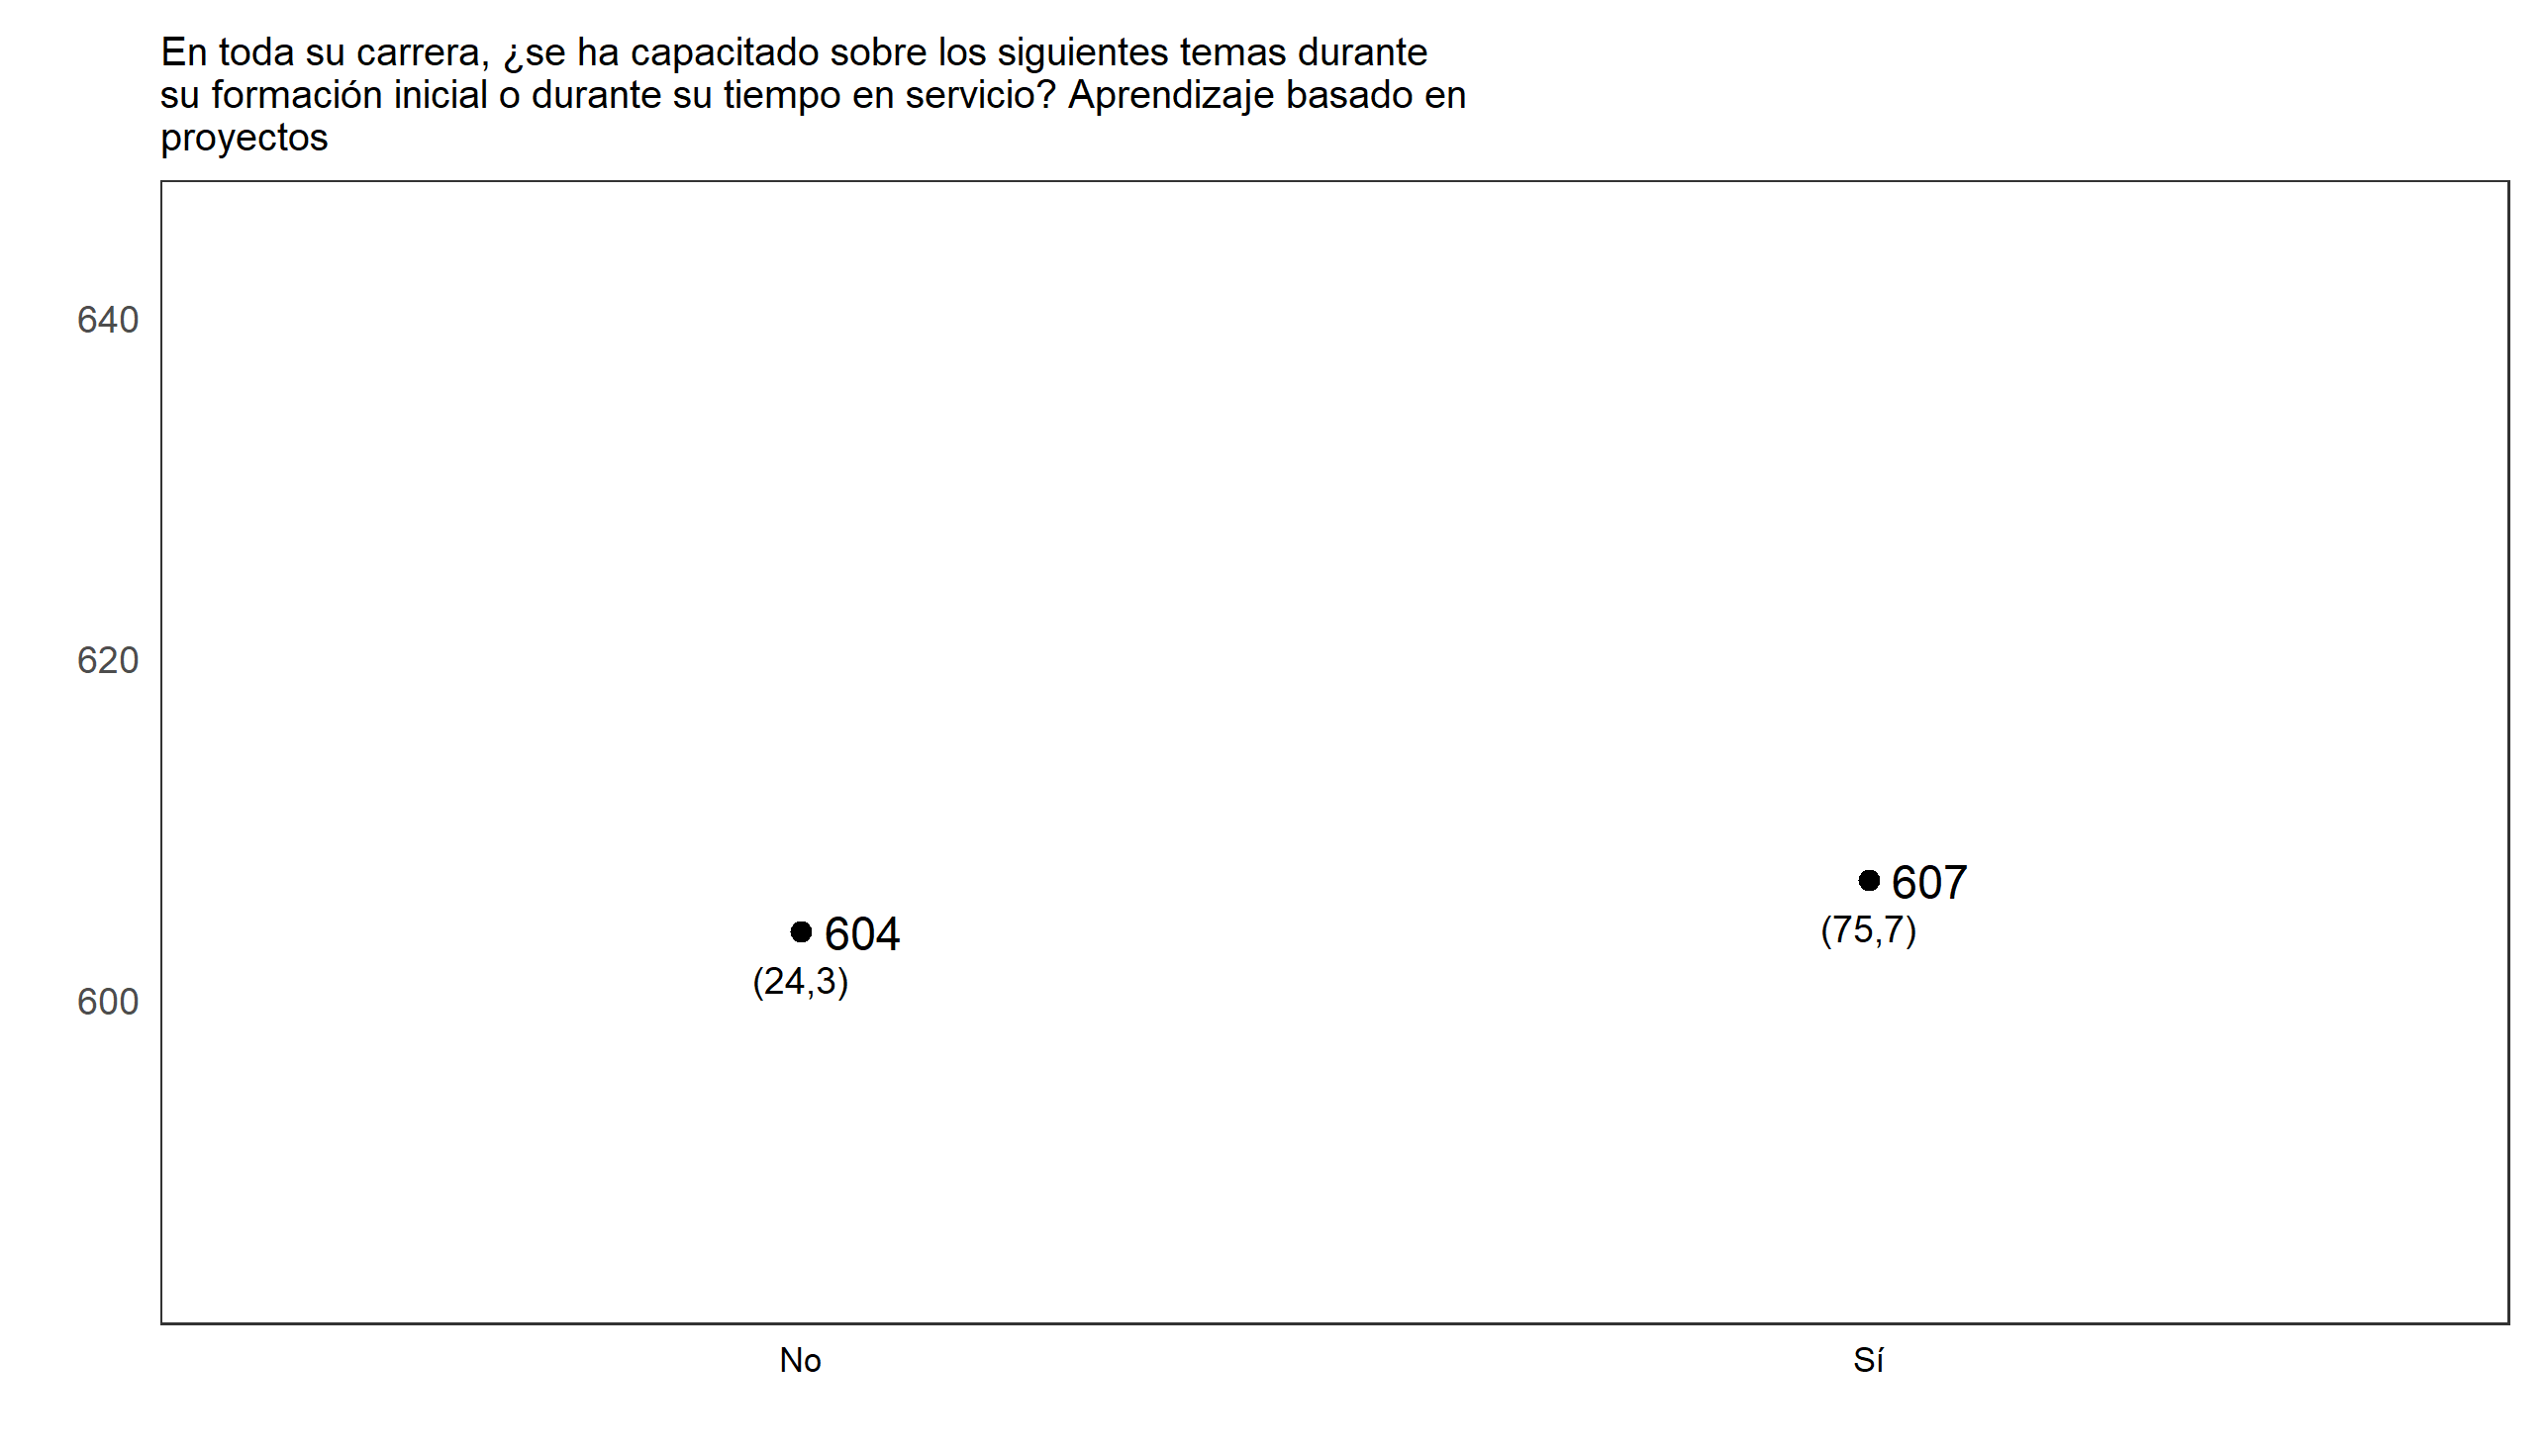 En toda su carrera, ¿se ha capacitado sobre los siguientes temas durante
su formación inicial o durante su tiempo en servicio? Aprendizaje basado en
proyectos
640
620
600
607
(75,7)
604
(24,3)
No
Sí